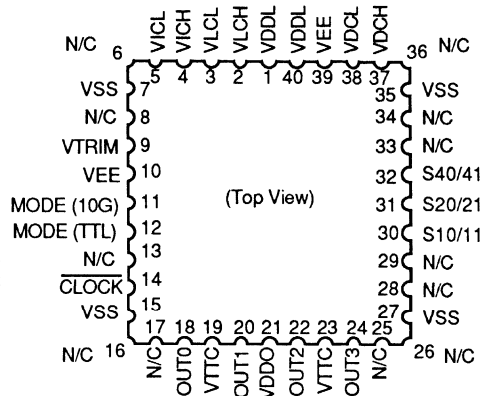 N/C 6
VICL VICH VLCL VLCH VDDL VDDL VEE VDCL VDCH
36 N/C
5 4 3 2 1 40 39 38 37
VSS 7
35 VSS
N/C 8
34 N/C
VTRIM 9
33 N/C
VEE 10
32 S40/41
(Top View)
MODE (10G) 11
31 S20/21
MODE (TTL) 12
30 S10/11
N/C 13
29 N/C
CLOCK 14
28 N/C
VSS 15
27 VSS
17 18 19 20 21 22 23 24 25
N/C 16
N/C OUT0 VTTC OUT1 VDDO OUT2 VTTC OUT3 N/C
26 N/C